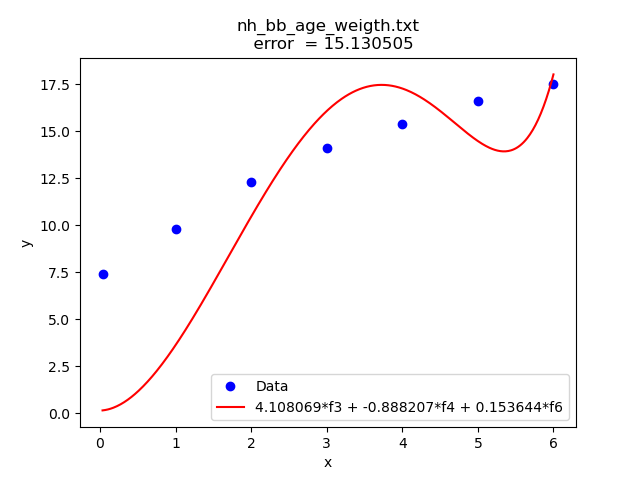 nh_bb_age_weigth.txt
error = 15.130505
17.5
15.0
12.5
10.0
7.5
5.0
2.5
0.0
y
0 1 2 3 4 5 6
x
Data
4.108069*f3 + -0.888207*f4 + 0.153644*f6